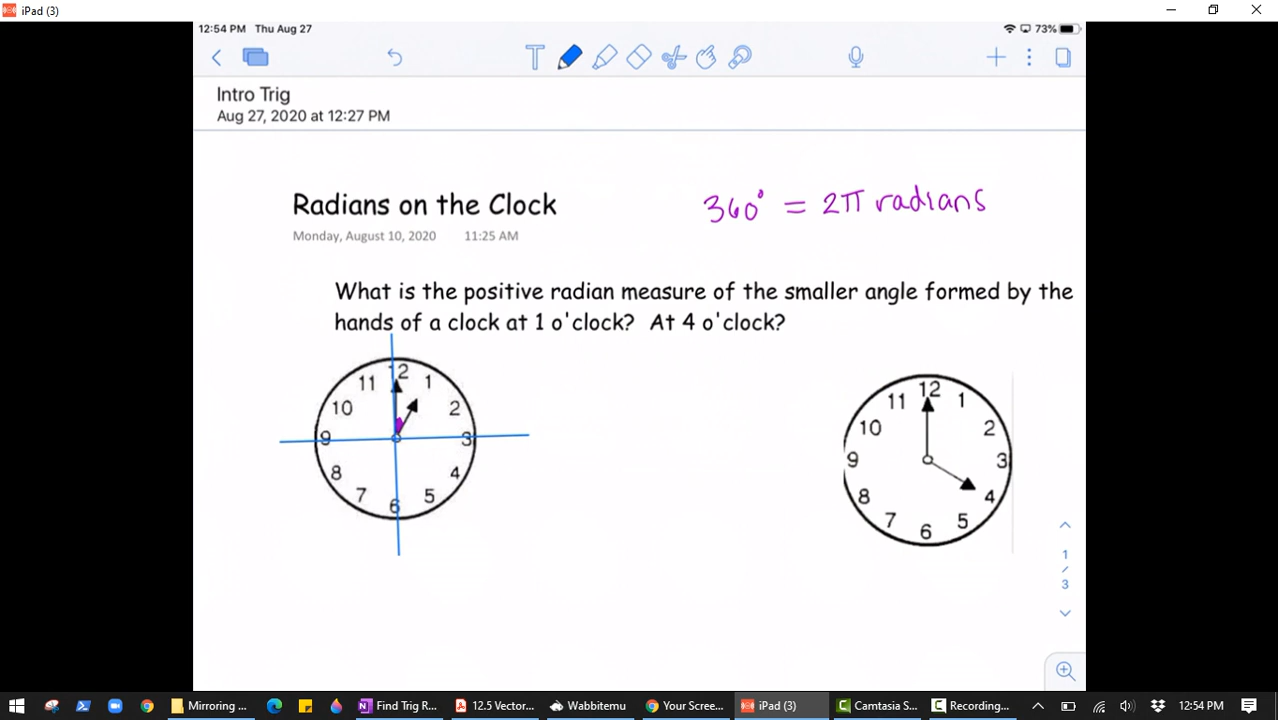 iPad (3)
12:54 PM Thu Aug 27
73%
T
Intro Trig
Aug 27, 2020 at 12:27 PM
Radians on the Clock
360° = 2π radians
Monday, August 10, 2020 11:25 AM
What is the positive radian measure of the smaller angle formed by the
hands of a clock at 1 o'clock? At 4 o'clock?
12
11 1
10 2
9 3
8 4
7 5
6
12
11 1
10 2
9 3
8 4
7 5
6
1
/
3
Mirroring ...
Find Trig R...
12.5 Vector...
Wabbitemu
Your Scree...
iPad (3)
Camtasia S...
Recording...
12:54 PM